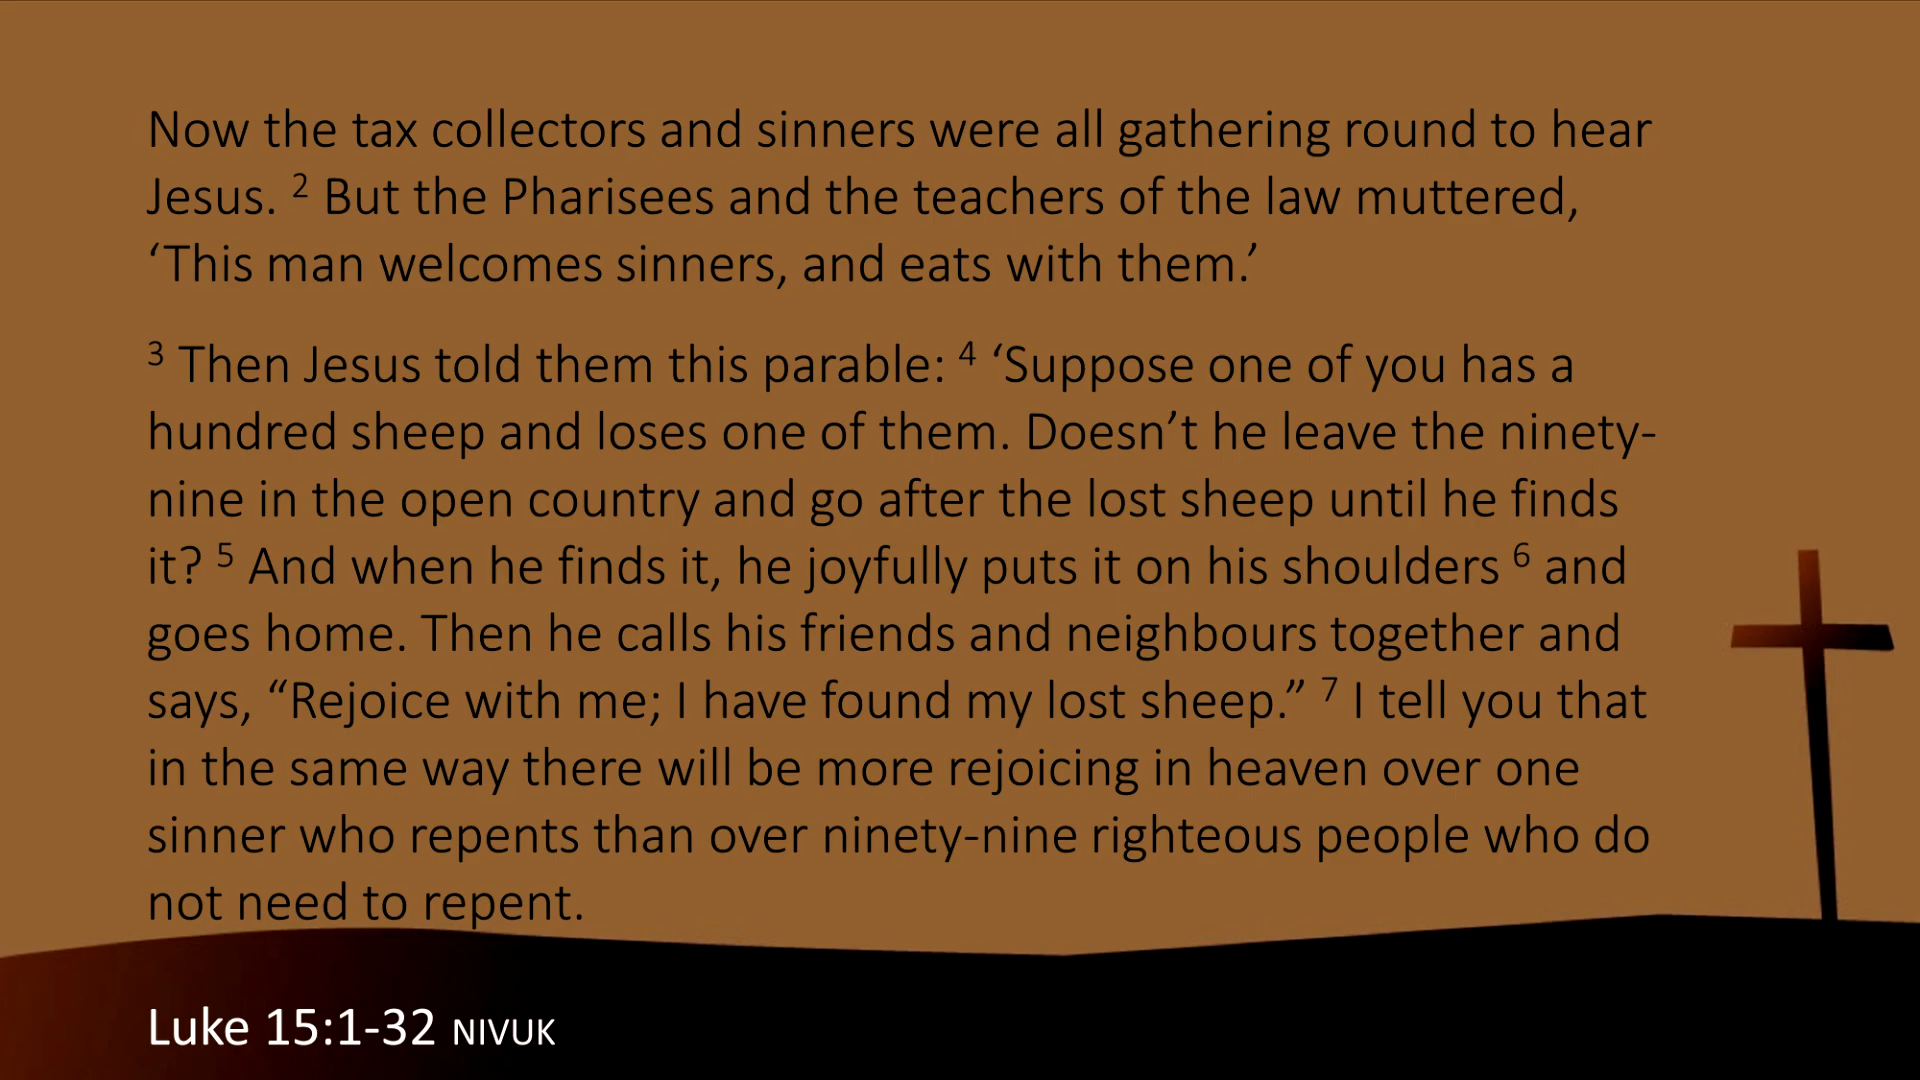 Now the tax collectors and sinners were all gathering round to hear
Jesus. 2 But the Pharisees and the teachers of the law muttered,
‘This man welcomes sinners, and eats with them.’
3 Then Jesus told them this parable: 4 ‘Suppose one of you has a
hundred sheep and loses one of them. Doesn’t he leave the ninety-
nine in the open country and go after the lost sheep until he finds
it? 5 And when he finds it, he joyfully puts it on his shoulders 6 and
goes home. Then he calls his friends and neighbours together and
says, “Rejoice with me; I have found my lost sheep.” 7 I tell you that
in the same way there will be more rejoicing in heaven over one
sinner who repents than over ninety-nine righteous people who do
not need to repent.
Luke 15:1-32 NIVUK